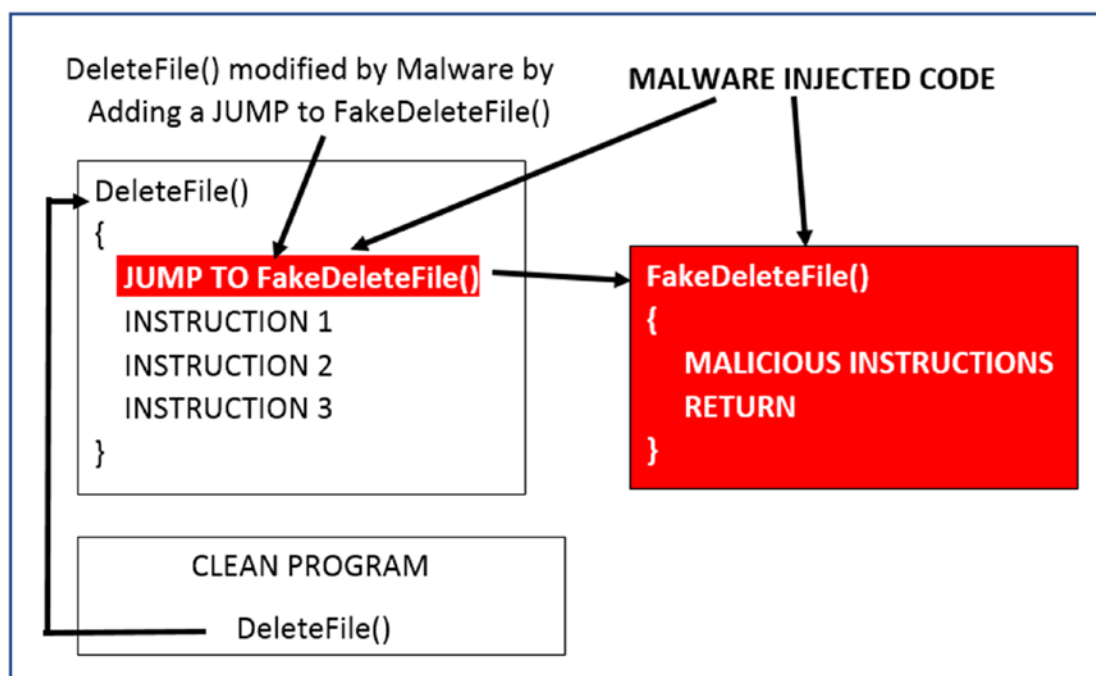 DeleteFile() modified by Malware by
Adding a JUMP to FakeDeleteFile()
MALWARE INJECTED CODE
DeleteFile()
{
JUMP TO FakeDeleteFile()
INSTRUCTION 1
INSTRUCTION 2
INSTRUCTION 3
}
FakeDeleteFile()
{
MALICIOUS INSTRUCTIONS
RETURN
}
CLEAN PROGRAM
DeleteFile()